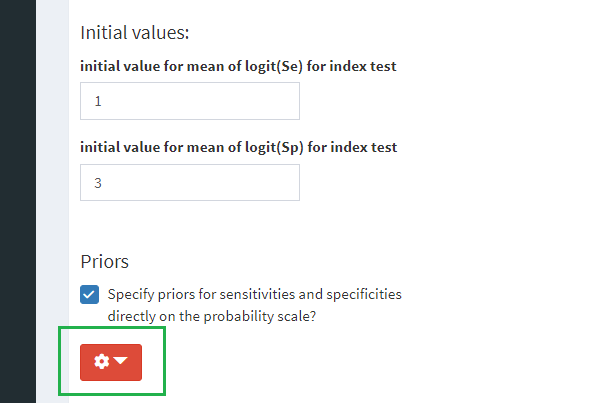 Initial values:
initial value for mean of logit(Se) for index test
1
initial value for mean of logit(Sp) for index test
3
Priors
Specify priors for sensitivities and specificities
directly on the probability scale?